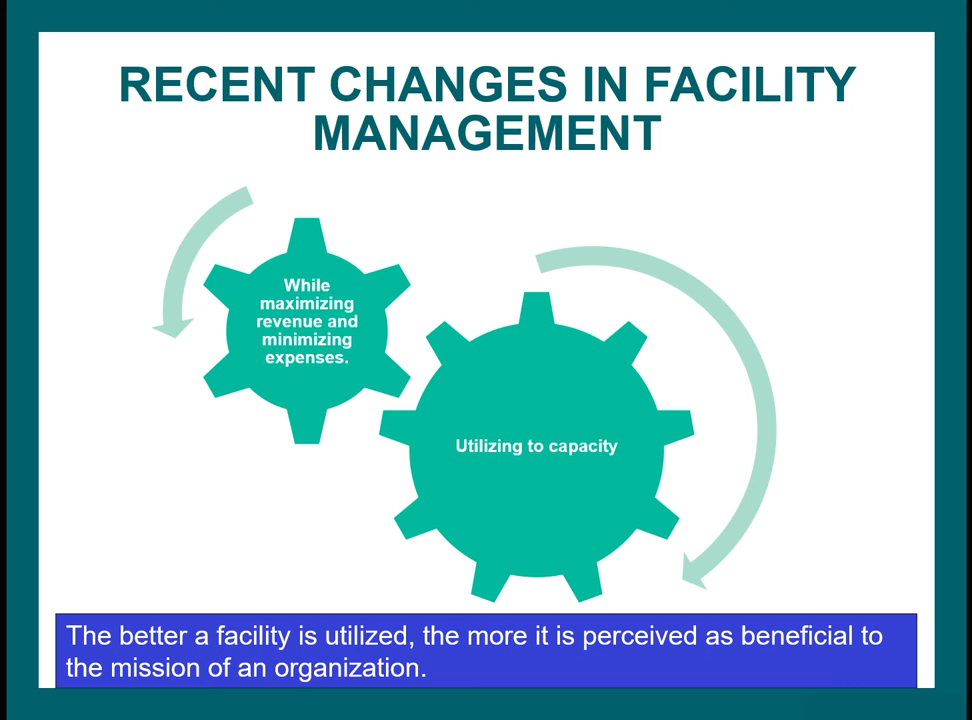 RECENT CHANGES IN FACILITY
MANAGEMENT
While
maximizing
revenue and
minimizing
expenses.
Utilizing to capacity
The better a facility is utilized, the more it is perceived as beneficial to
the mission of an organization.